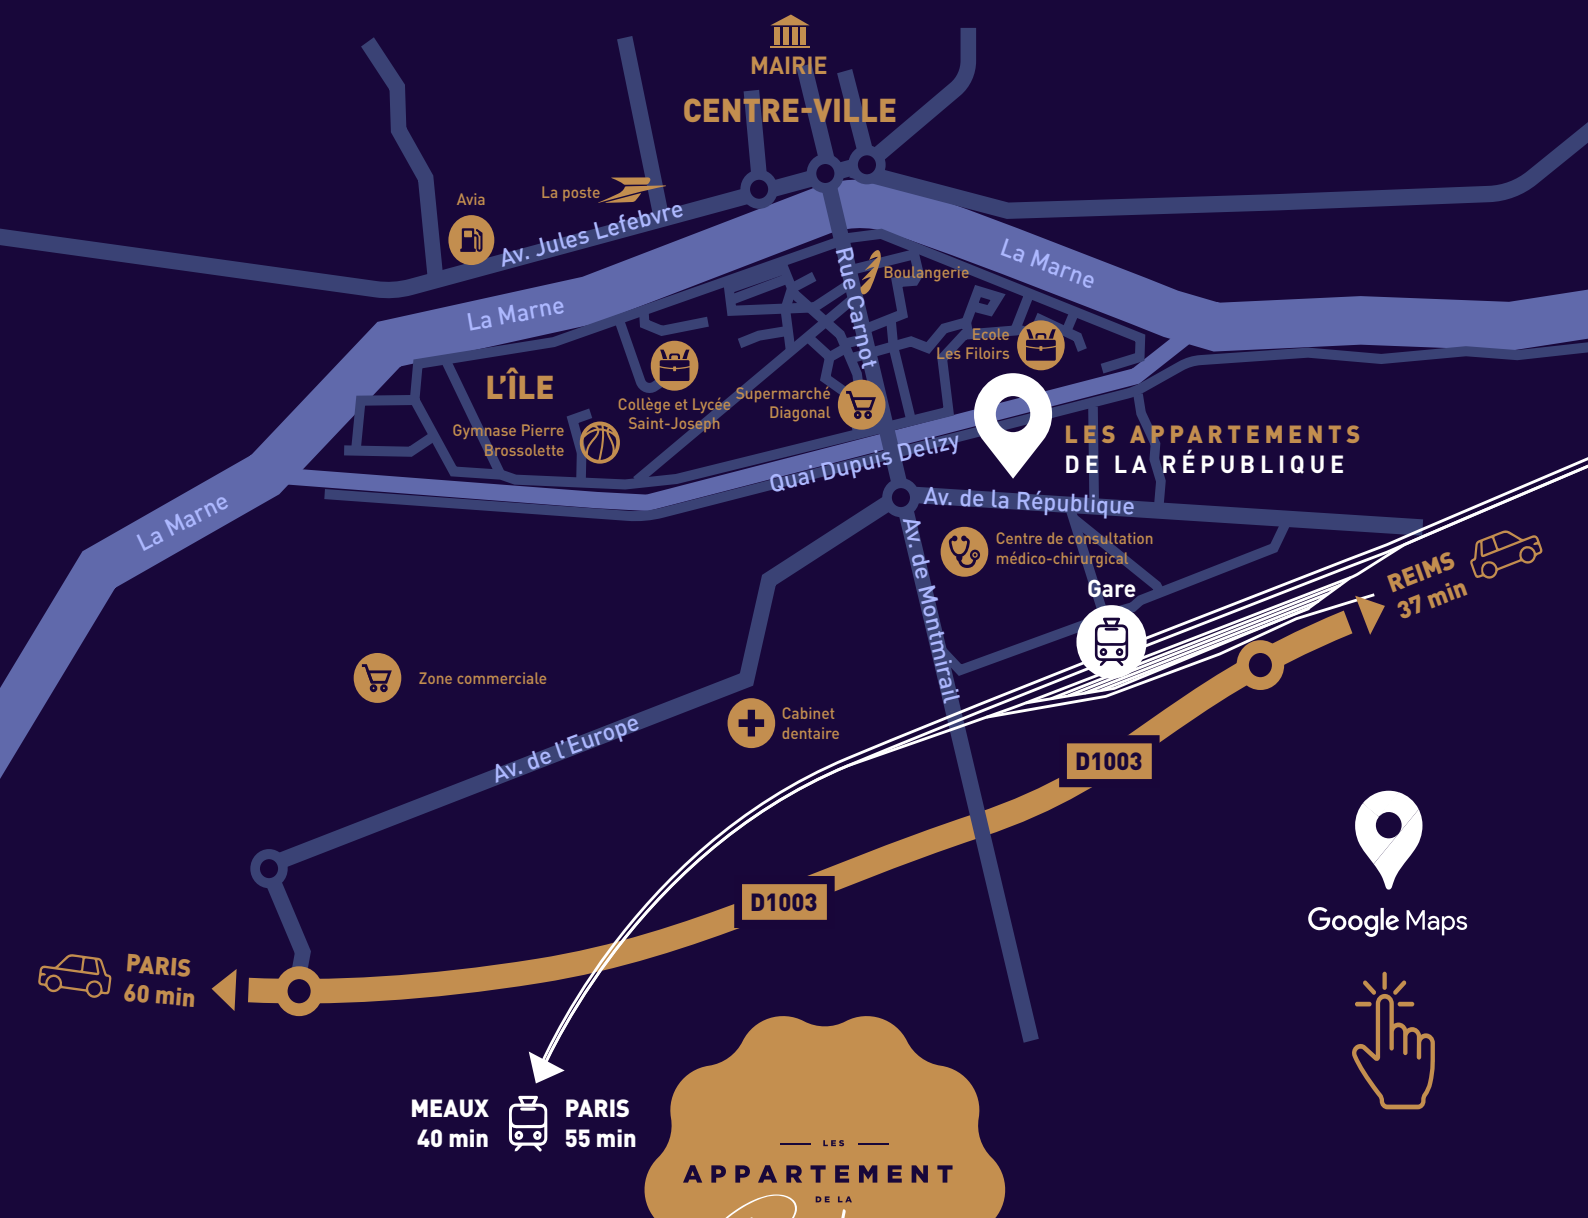 MAIRIE
CENTRE-VILLE
La poste
Avia
Av. Jules Lefebvre
La Marne
La Marne
Boulangerie
Rue Carnot
Ecole
Les Filoirs
L'ÎLE
Collège et Lycée
Saint-Joseph
Supermarché
Diagonal
Gymnase Pierre
Brossolette
LES APPARTEMENTS
DE LA RÉPUBLIQUE
Quai Dupuis Delizy
La Marne
Av. de la République
Centre de consultation
médico-chirurgical
Av. de Montmirail
Gare
REIMS
37 min
Zone commerciale
Cabinet
dentaire
Av. de l'Europe
D1003
D1003
Google Maps
PARIS
60 min
MEAUX
40 min
PARIS
55 min
LES
APPARTEMENT
DE LA